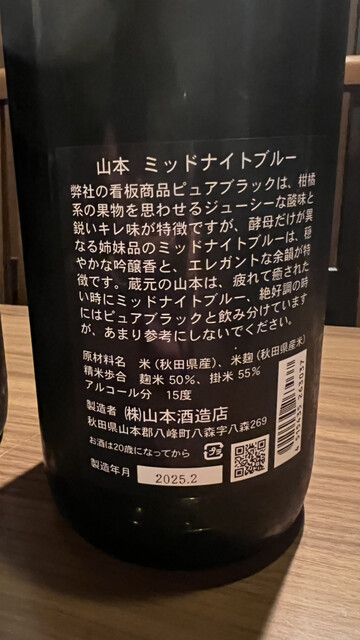 山本 ミッドナイトブルー
弊社の看板商品ピュアブラックは、柑橘
系の果物を思わせるジューシーな酸味と
鋭いキレ味が特徴ですが、酵母だけが異
なる姉妹品のミッドナイトブルーは、穏
やかな吟醸香と、エレガントな余韻が特
徴です。蔵元の山本は、疲れて癒された
い時にミッドナイトブルー、絶好調の時
にはピュアブラックと飲み分けています
が、あまり参考にしないでください。
原材料名 米(秋田県産)、米麹(秋田県産米)
精米歩合 麹米 50%、掛米 55%
アルコール分 15度
製造者 ㈱山本酒造店
秋田県山本郡八峰町八森字八森269
お酒は20歳になってから
製造年月 2025.2
プラ